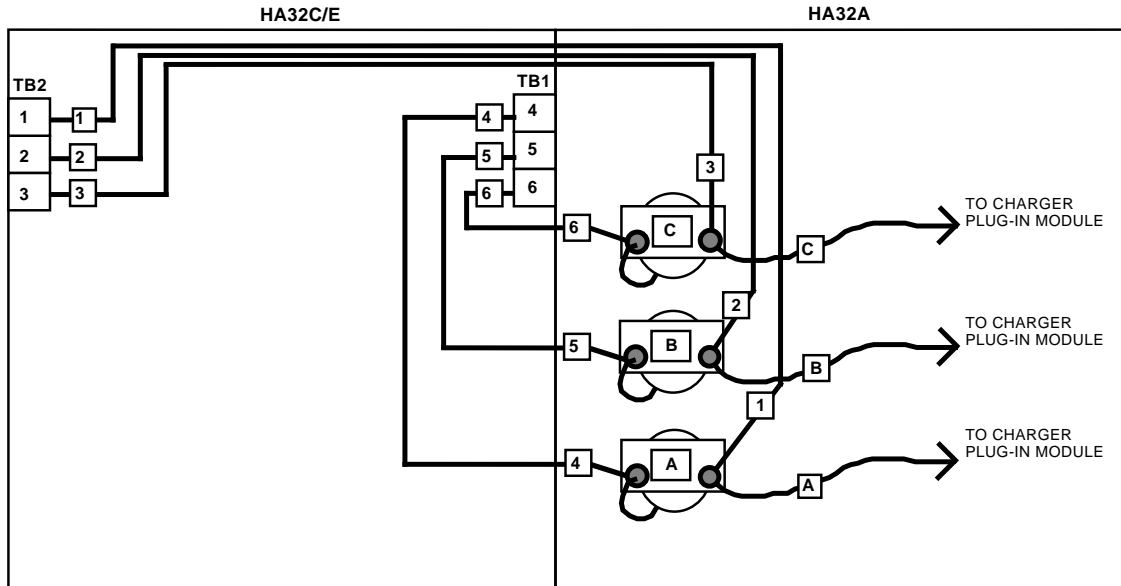 HA32C/E
HA32A
TB2
TB1
1
1
4
4
2
2
5
5
3
3
6
6
3
6
C
C
TO CHARGER
PLUG-IN MODULE
2
5
B
B
TO CHARGER
PLUG-IN MODULE
1
4
A
A
TO CHARGER
PLUG-IN MODULE